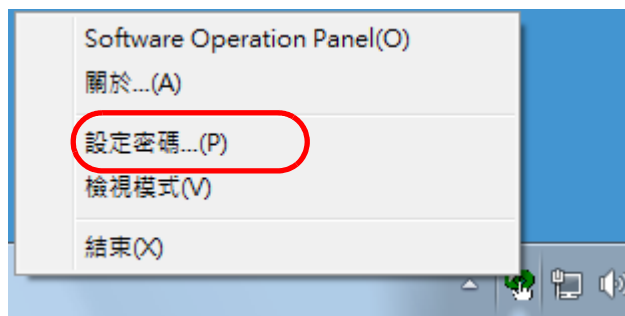 Software Operation Panel(O)
關於...(A)
設定密碼...(P)
檢視模式(V)
結束(X)